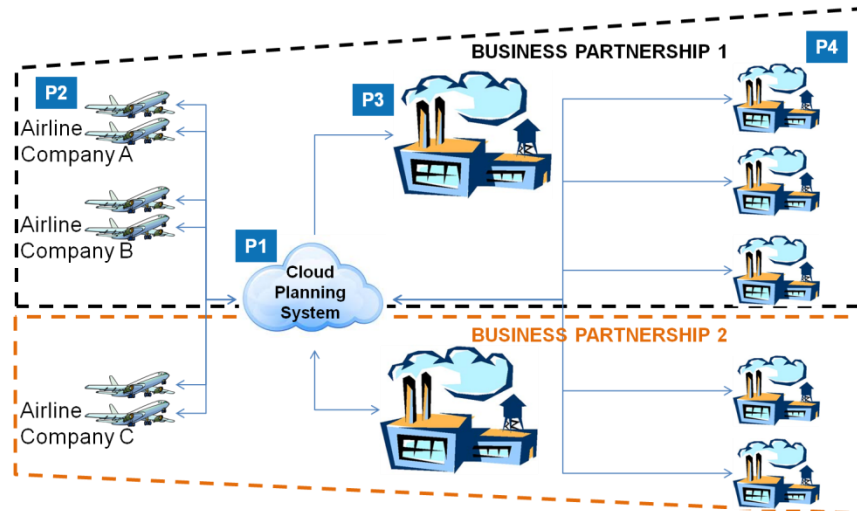 BUSINESS PARTNERSHIP 1
P4
P2
P3
Airline
Company A
Airline
Company B
P1
Cloud
Planning
System
BUSINESS PARTNERSHIP 2
Airline
Company C